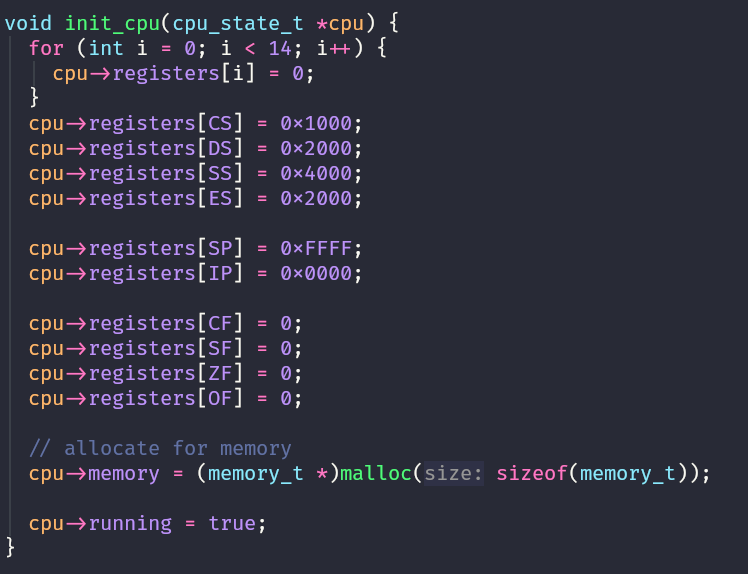 void init_cpu(cpu_state_t *cpu) {
for (int i = 0; i < 14; i++) {
cpu->registers[i] = 0;
}
cpu->registers[CS] = 0x1000;
cpu->registers[DS] = 0x2000;
cpu->registers[SS] = 0x4000;
cpu->registers[ES] = 0x2000;
cpu->registers[SP] = 0xFFFF;
cpu->registers[IP] = 0x0000;
cpu->registers[CF] = 0;
cpu->registers[SF] = 0;
cpu->registers[ZF] = 0;
cpu->registers[OF] = 0;
// allocate for memory
cpu->memory = (memory_t *)malloc(size: sizeof(memory_t));
cpu->running = true;
}